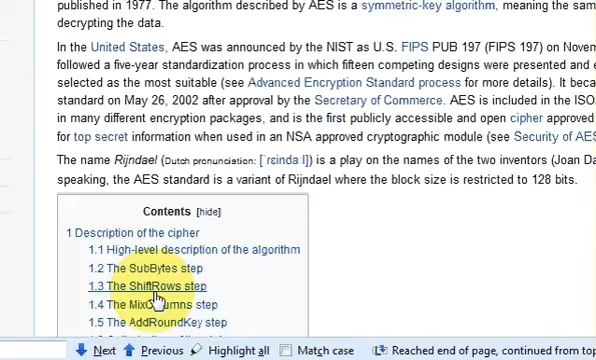 published in 1977. The algorithm described by AES is a symmetric-key algorithm, meaning the sam
decrypting the data.
In the United States, AES was announced by the NIST as U.S. FIPS PUB 197 (FIPS 197) on Novem
followed a five-year standardization process in which fifteen competing designs were presented and e
selected as the most suitable (see Advanced Encryption Standard process for more details). It beca
standard on May 26, 2002 after approval by the Secretary of Commerce. AES is included in the ISO
in many different encryption packages, and is the first publicly accessible and open cipher approved
for top secret information when used in an NSA approved cryptographic module (see Security of AES
The name Rijndael (Dutch pronunciation: [ˈrɛindaːl]) is a play on the names of the two inventors (Joan Da
speaking, the AES standard is a variant of Rijndael where the block size is restricted to 128 bits.
Contents [hide]
1 Description of the cipher
1.1 High-level description of the algorithm
1.2 The SubBytes step
1.3 The ShiftRows step
1.4 The MixColumns step
1.5 The AddRoundKey step
Next Previous Highlight all Match case Reached end of page, continued from top